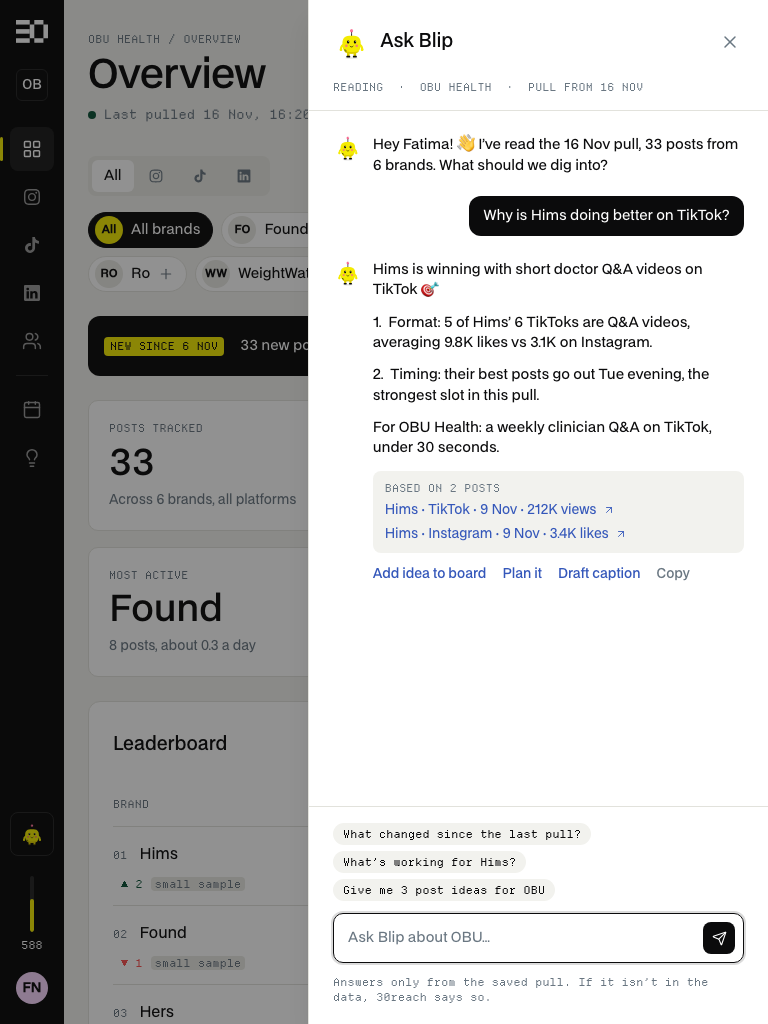 30
OB
588
FN
OBU HEALTH / OVERVIEW
Overview
Last pulled 16 Nov, 16:20
All
All All brands
FO Found
RO Ro
WW WeightWat
NEW SINCE 6 NOV 33 new po
POSTS TRACKED
33
Across 6 brands, all platforms
MOST ACTIVE
Found
8 posts, about 0.3 a day
Leaderboard
BRAND
01 Hims
2 small sample
02 Found
1 small sample
03 Hers
Ask Blip
READING · OBU HEALTH · PULL FROM 16 NOV
Hey Fatima! 👋 I've read the 16 Nov pull, 33 posts from
6 brands. What should we dig into?
Why is Hims doing better on TikTok?
Hims is winning with short doctor Q&A videos on
TikTok 🎯
1. Format: 5 of Hims' 6 TikToks are Q&A videos,
averaging 9.8K likes vs 3.1K on Instagram.
2. Timing: their best posts go out Tue evening, the
strongest slot in this pull.
For OBU Health: a weekly clinician Q&A on TikTok,
under 30 seconds.
BASED ON 2 POSTS
Hims · TikTok · 9 Nov · 212K views ↗
Hims · Instagram · 9 Nov · 3.4K likes ↗
Add idea to board Plan it Draft caption Copy
What changed since the last pull?
What's working for Hims?
Give me 3 post ideas for OBU
Ask Blip about OBU…
Answers only from the saved pull. If it isn't in the
data, 30reach says so.